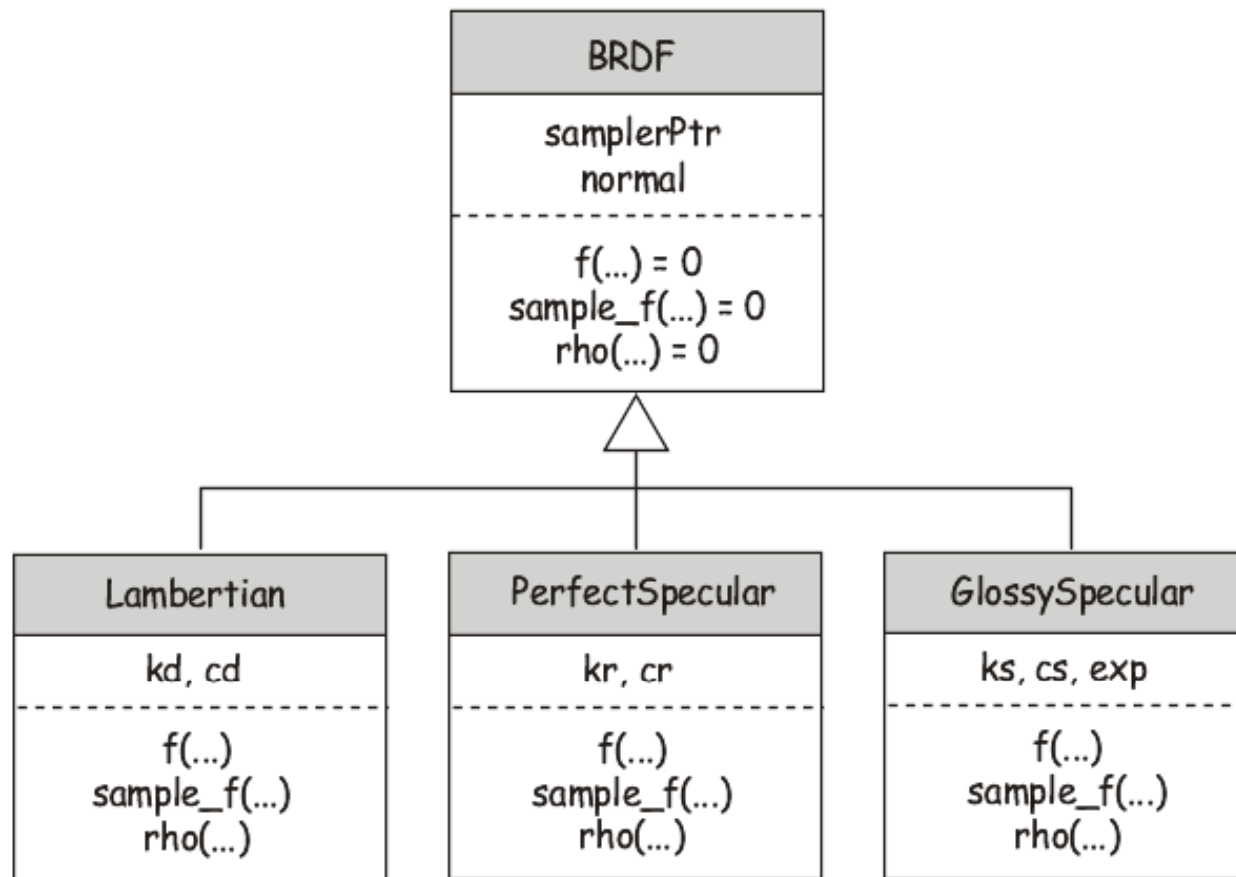 BRDF
samplerPtr
normal
f(...) = 0
sample_f(...) = 0
rho(...) = 0
Lambertian
kd, cd
f(...)
sample_f(...)
rho(...)
PerfectSpecular
kr, cr
f(...)
sample_f(...)
rho(...)
GlossySpecular
ks, cs, exp
f(...)
sample_f(...)
rho(...)